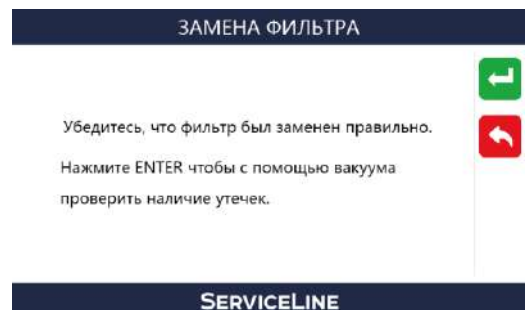 ЗАМЕНА ФИЛЬТРА
Убедитесь, что фильтр был заменен правильно.
Нажмите ENTER чтобы с помощью вакуума
проверить наличие утечек.
SERVICELINE